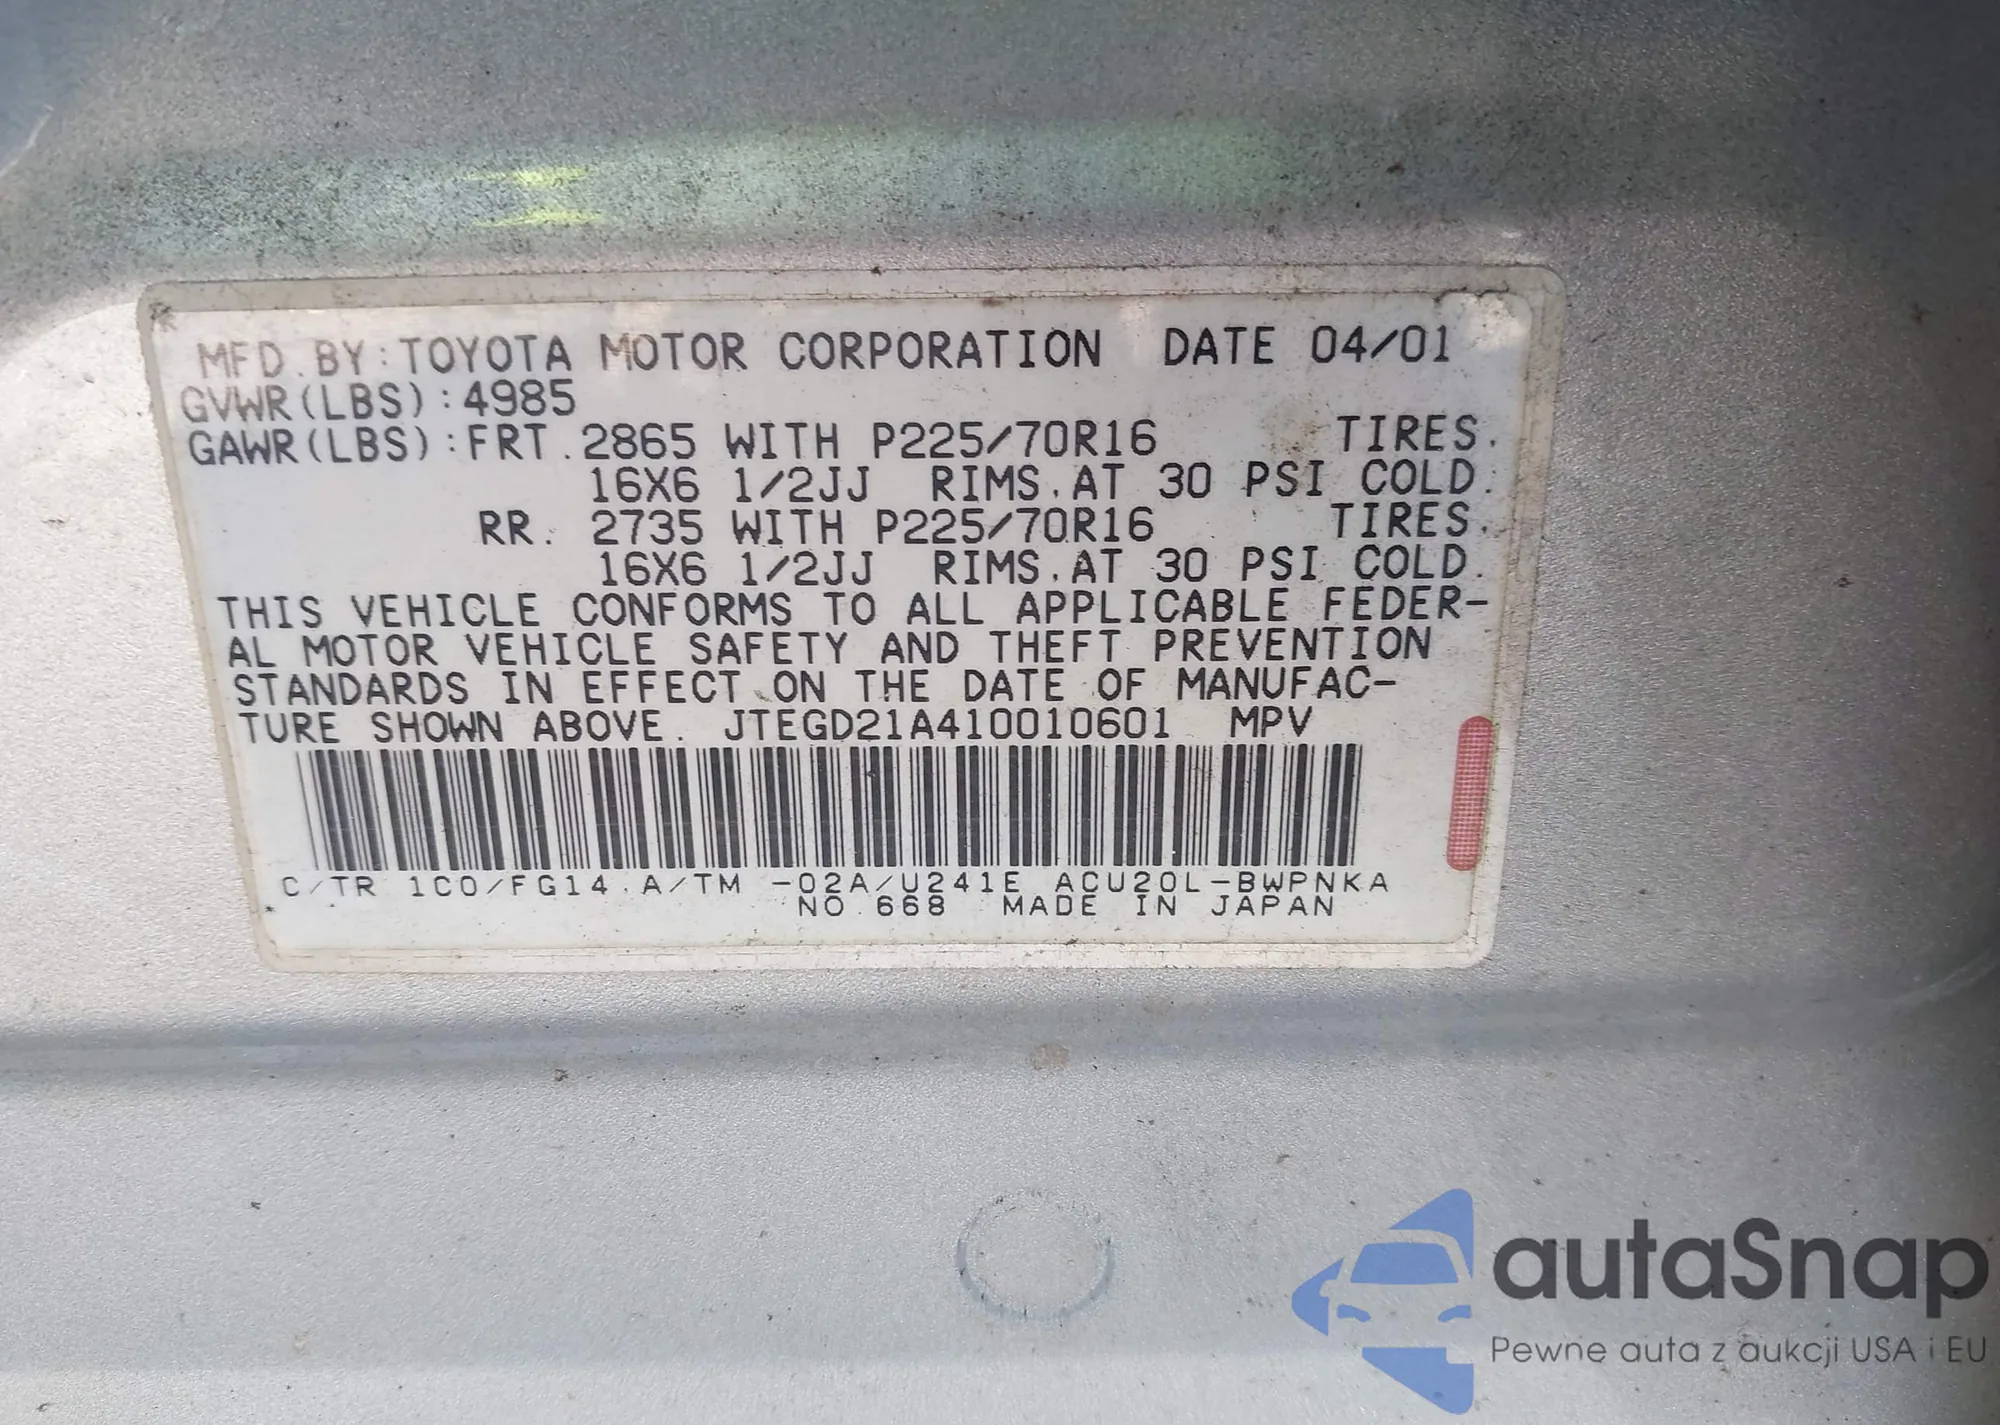 MFD. BY:TOYOTA MOTOR CORPORATION DATE 04/01
GVWR(LBS):4985
GAWR(LBS):FRT.2865 WITH P225/70R16 TIRES.
16X6 1/2JJ RIMS.AT 30 PSI COLD.
RR. 2735 WITH P225/70R16 TIRES.
16X6 1/2JJ RIMS.AT 30 PSI COLD.
THIS VEHICLE CONFORMS TO ALL APPLICABLE FEDER-
AL MOTOR VEHICLE SAFETY AND THEFT PREVENTION
STANDARDS IN EFFECT ON THE DATE OF MANUFAC-
TURE SHOWN ABOVE. JTEGD21A410010601 MPV
C/TR 1C0/FG14.A/TM -02A/U241E ACU20L-BWPNKA
NO.668 MADE IN JAPAN
autaSnap
Pewne auta z aukcji USA i EU